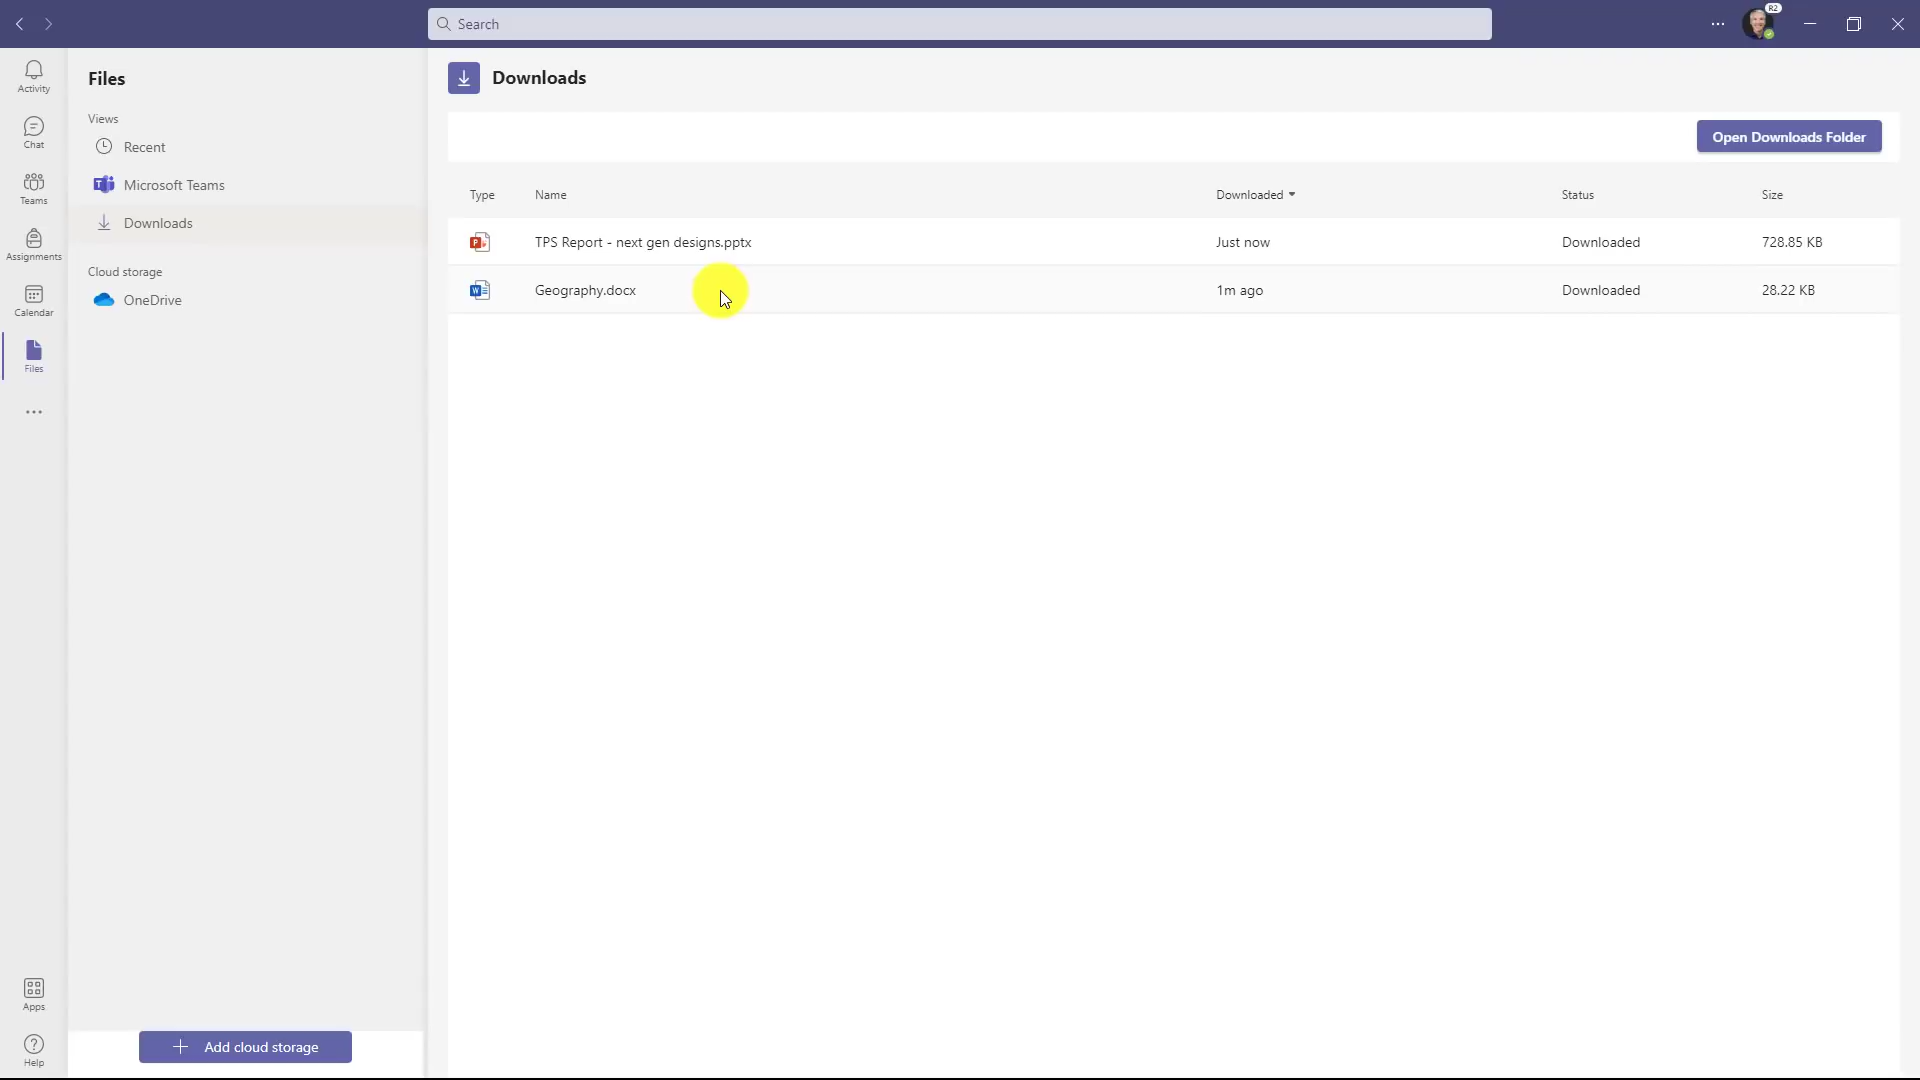 Search
R2
Activity
Chat
Teams
Assignments
Calendar
Files
Apps
Help
Files
Views
Recent
Microsoft Teams
Downloads
Cloud storage
OneDrive
Add cloud storage
Downloads
Open Downloads Folder
Type Name Downloaded Status Size
TPS Report - next gen designs.pptx Just now Downloaded 728.85 KB
Geography.docx 1m ago Downloaded 28.22 KB